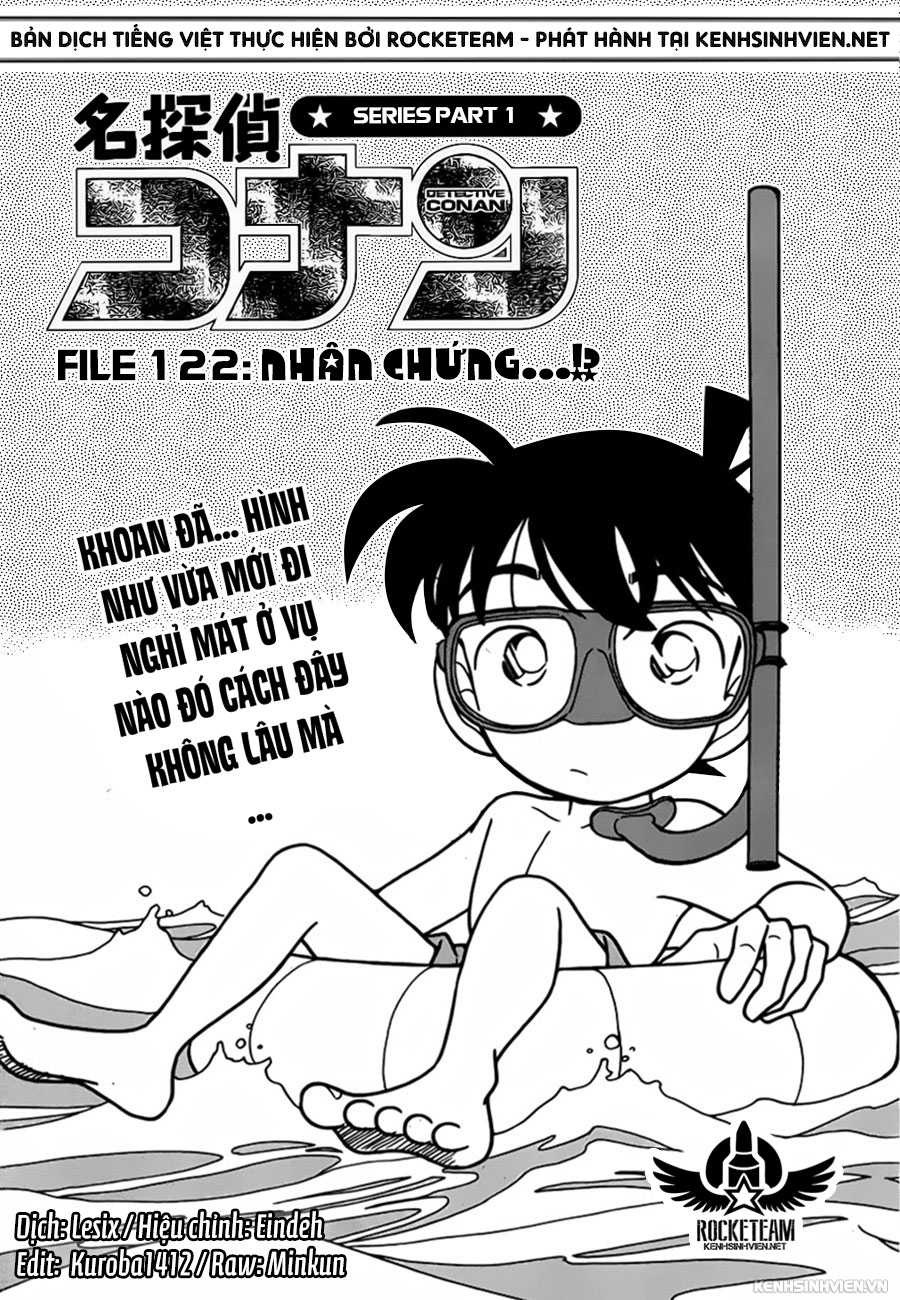 BẢN DỊCH TIẾNG VIỆT THỰC HIỆN BỞI ROCKETEAM - PHÁT HÀNH TẠI KENHSINHVIEN.NET
名探偵
SERIES PART 1
コナン
DETECTIVE
CONAN
FILE 122: NHÂN CHỨNG...!?
KHOAN ĐÃ... HÌNH
NHƯ VỪA MỚI ĐI
NGHỈ MÁT Ở VỤ
NÀO ĐÓ CÁCH ĐÂY
KHÔNG LÂU MÀ
...
ROCKETEAM
KENHSINHVIEN.NET
Dịch: Lesix / Hiệu chỉnh: Eindeh
Edit: Kuroba1412 / Raw: Minkun
KENHSINHVIEN.VN